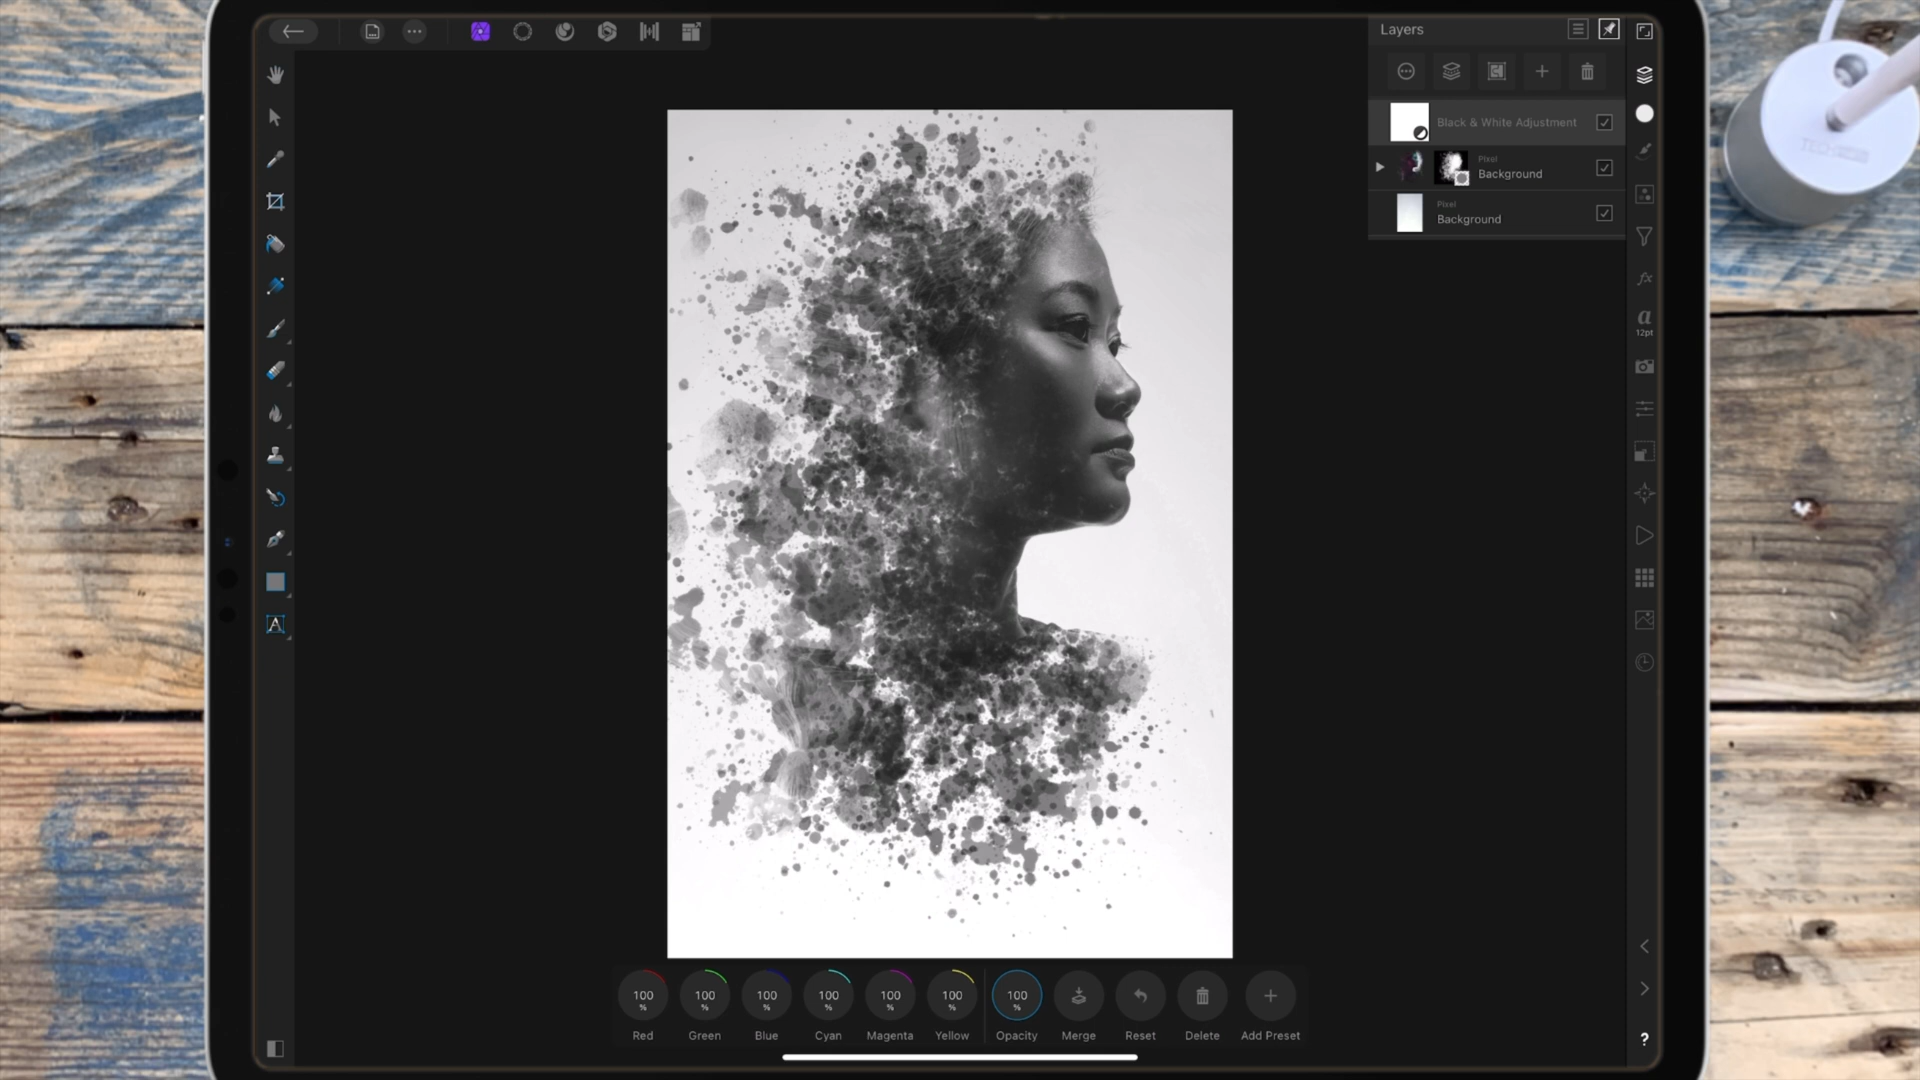 Layers
Black & White Adjustment
Pixel
Background
Pixel
Background
a
12pt
A
100 %
100 %
100 %
100 %
100 %
100 %
100 %
Red
Green
Blue
Cyan
Magenta
Yellow
Opacity
Merge
Reset
Delete
Add Preset
?